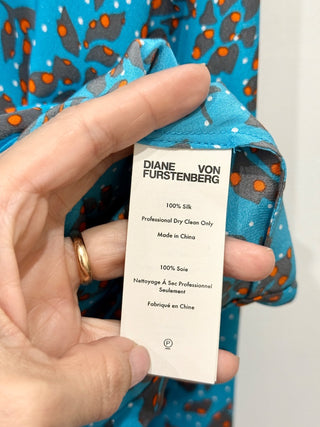 DIANE VON
FURSTENBERG
100% Silk
Professional Dry Clean Only
Made in China
100% Soie
Nettoyage À Sec Professionnel
Seulement
Fabriqué en Chine
P